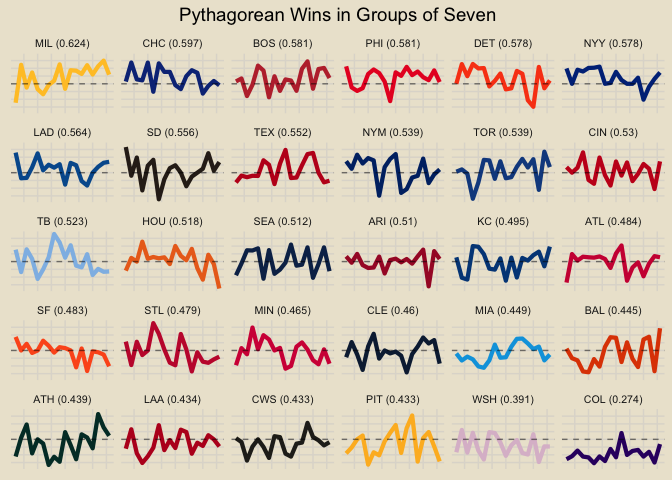 Pythagorean Wins in Groups of Seven
MIL (0.624) CHC (0.597) BOS (0.581) PHI (0.581) DET (0.578) NYY (0.578)
LAD (0.564) SD (0.556) TEX (0.552) NYM (0.539) TOR (0.539) CIN (0.53)
TB (0.523) HOU (0.518) SEA (0.512) ARI (0.51) KC (0.495) ATL (0.484)
SF (0.483) STL (0.479) MIN (0.465) CLE (0.46) MIA (0.449) BAL (0.445)
ATH (0.439) LAA (0.434) CWS (0.433) PIT (0.433) WSH (0.391) COL (0.274)